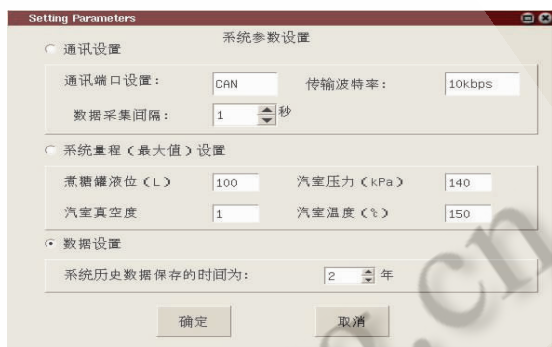 Setting Parameters
系统参数设置
通讯设置
通讯端口设置： CAN 传输波特率： 10kbps
数据采集间隔： 1 秒
系统量程（最大值）设置
煮糖罐液位（L） 100 汽室压力（kPa） 140
汽室真空度 1 汽室温度（℃） 150
数据设置
系统历史数据保存的时间为： 2 年
确定 取消